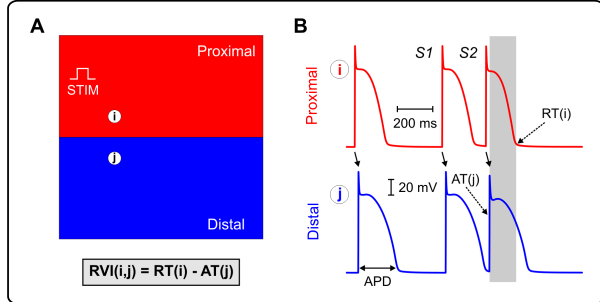 A
Proximal
STIM
i
j
Distal
RVI(i,j) = RT(i) - AT(j)
B
Proximal
i
S1
S2
200 ms
RT(i)
Distal
j
20 mV
AT(j)
APD